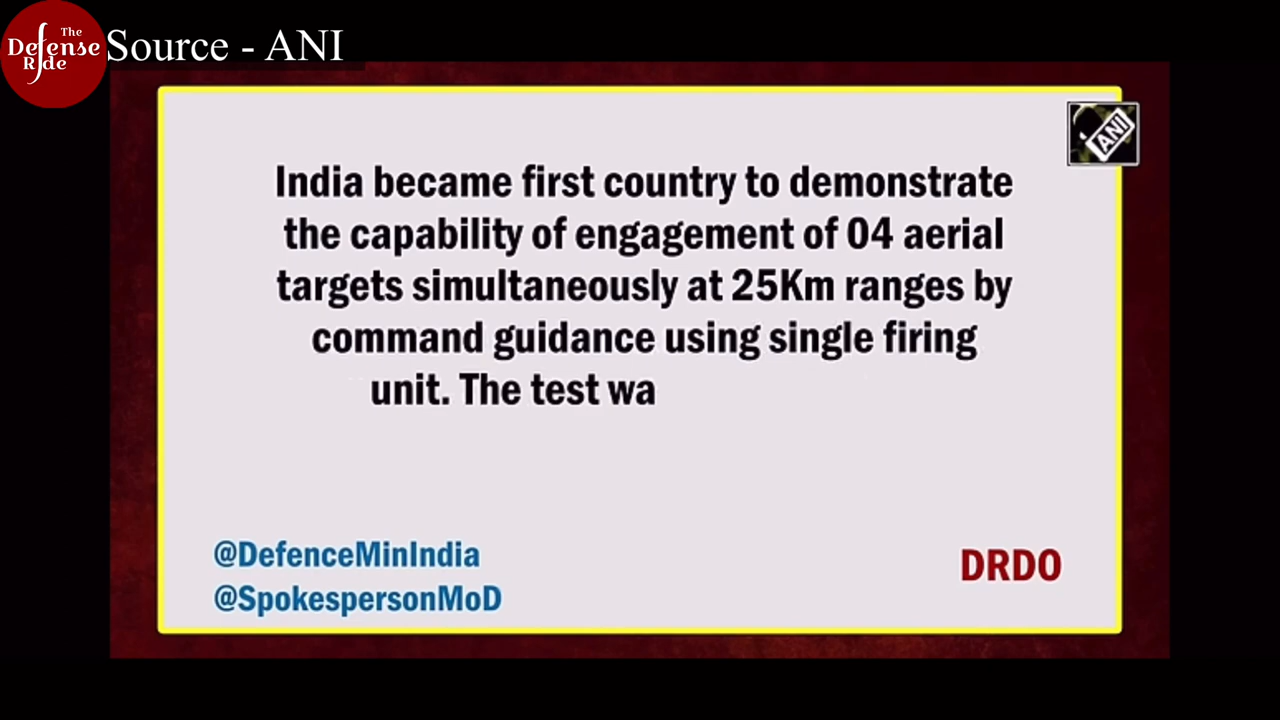 The
Defense
Ride
Source - ANI
ANI
India became first country to demonstrate
the capability of engagement of 04 aerial
targets simultaneously at 25Km ranges by
command guidance using single firing
unit. The test wa
@DefenceMinIndia
@SpokespersonMoD
DRDO